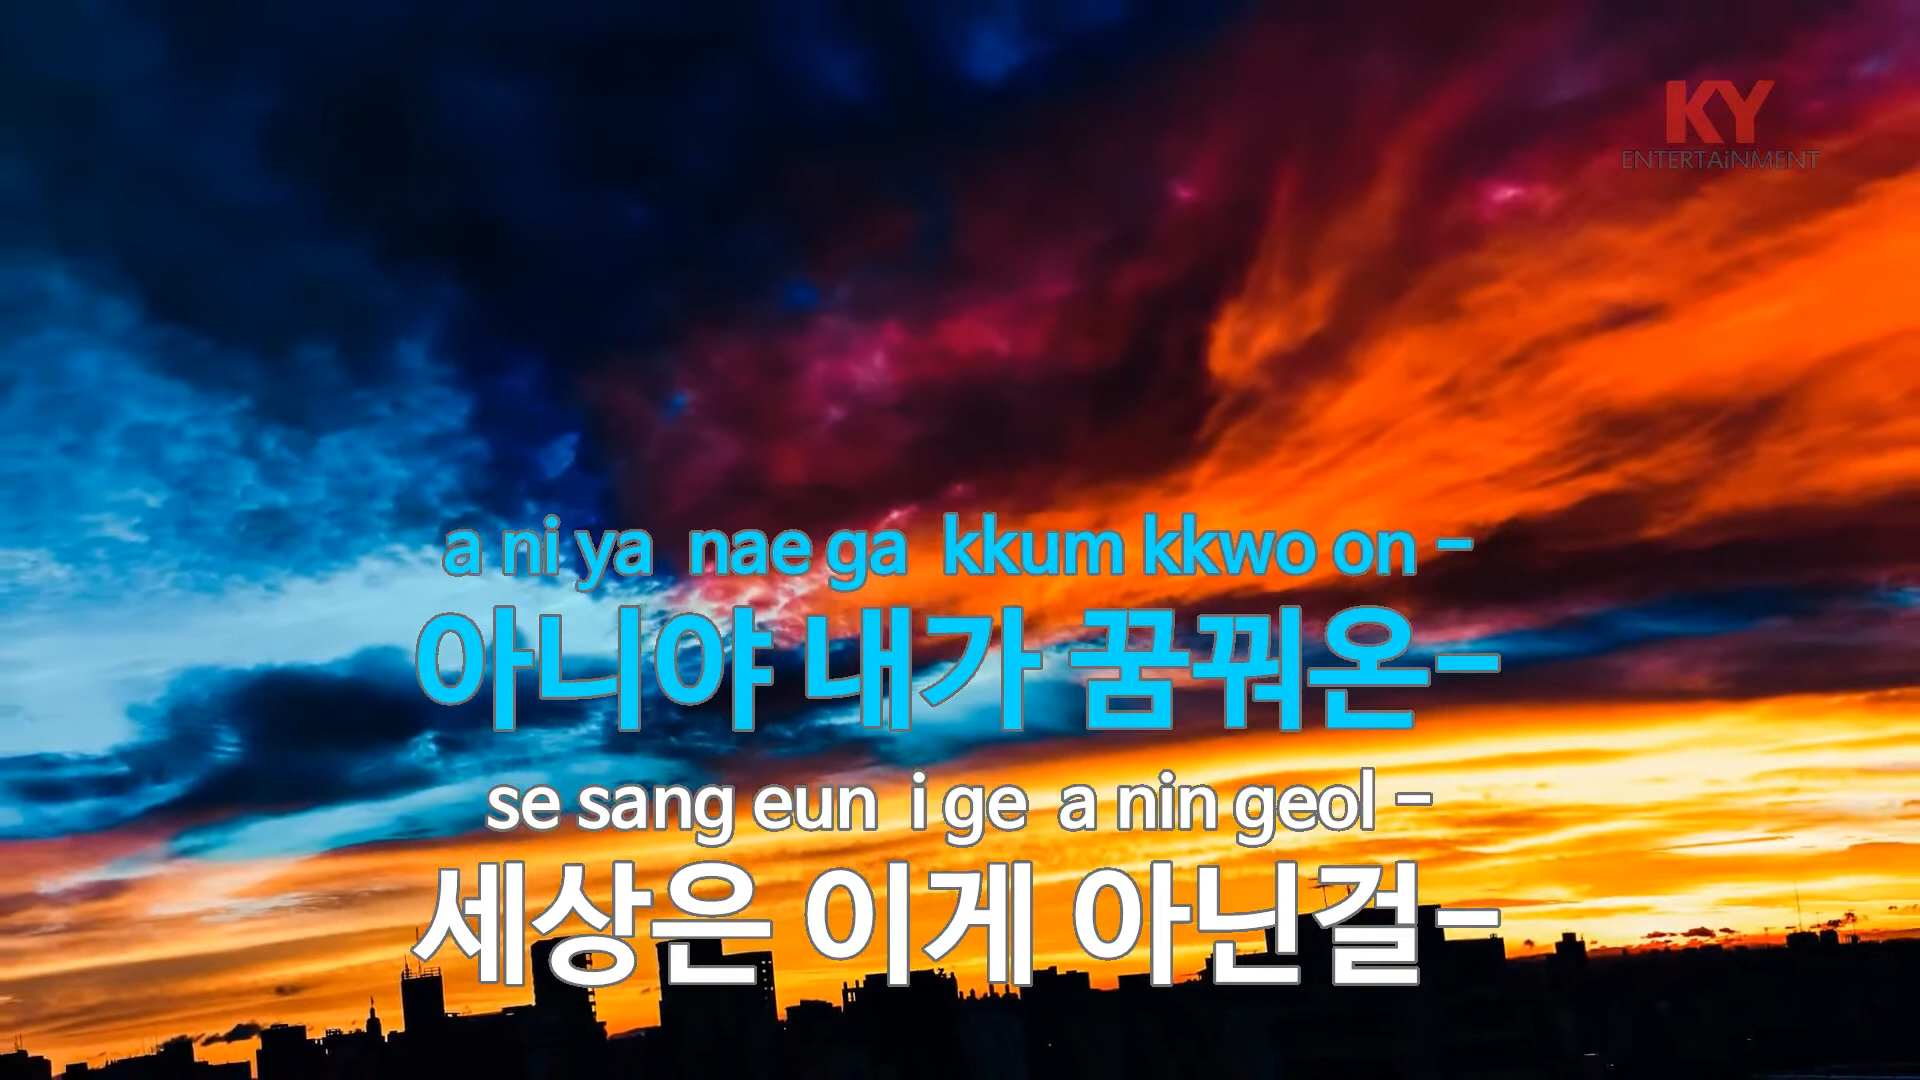 KY
ENTERTAiNMENT
a ni ya nae ga kkum kkwo on -
아니야 내가 꿈꿔온-
se sang eun i ge a nin geol -
세상은 이게 아닌걸-